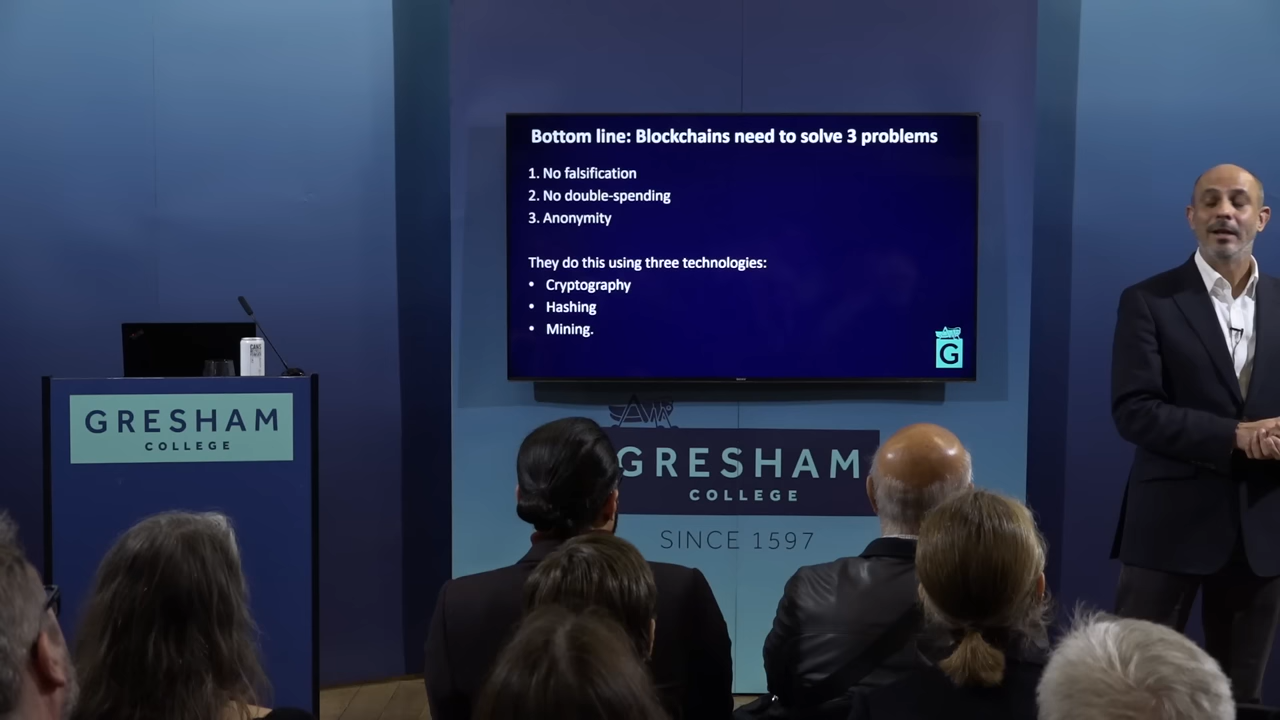 Bottom line: Blockchains need to solve 3 problems
1. No falsification
2. No double-spending
3. Anonymity
They do this using three technologies:
• Cryptography
• Hashing
• Mining.
G
GRESHAM
COLLEGE
GRESHAM
COLLEGE
SINCE 1597